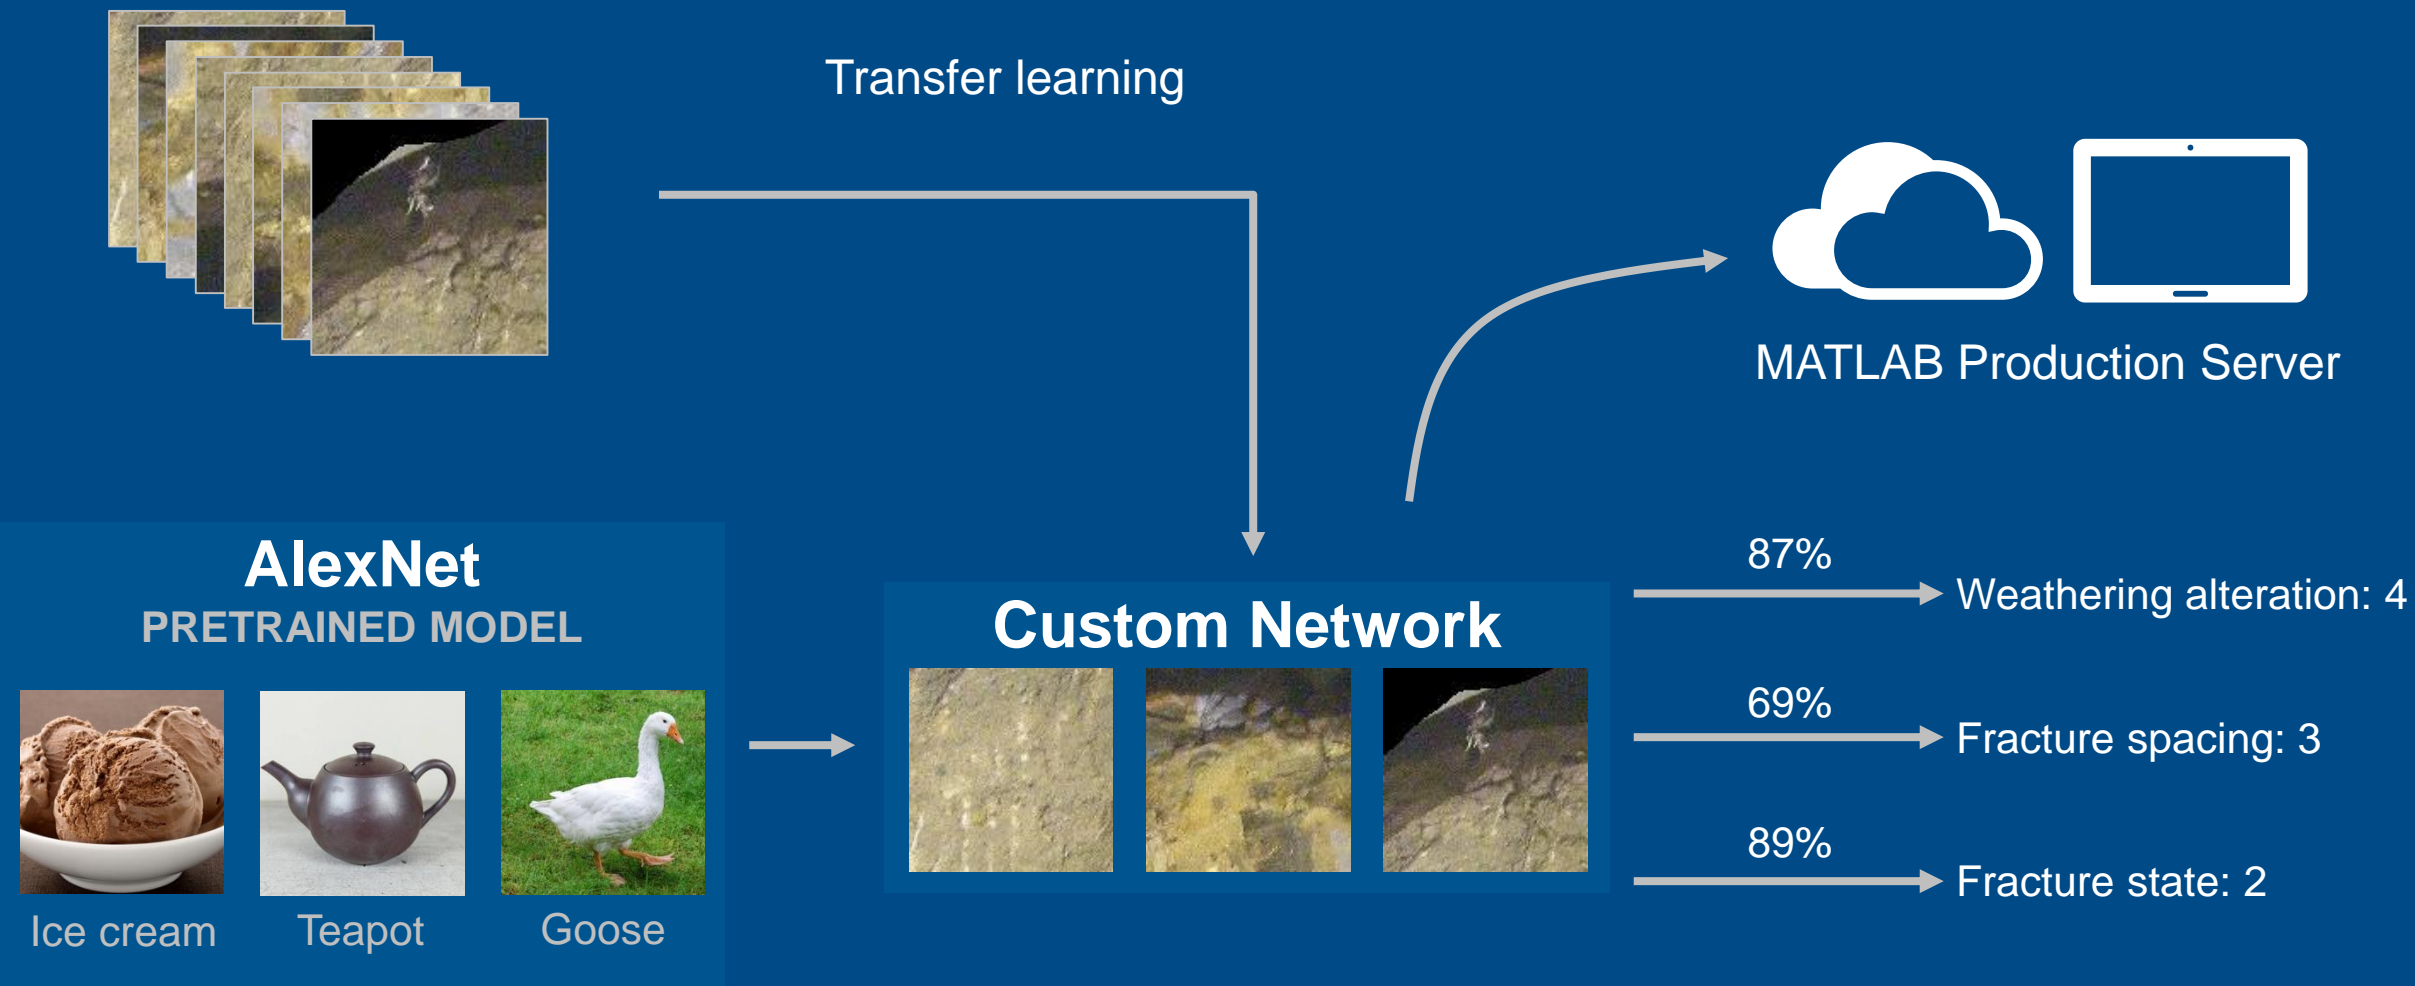 Transfer learning
MATLAB Production Server
AlexNet
PRETRAINED MODEL
Ice cream
Teapot
Goose
Custom Network
87%
Weathering alteration: 4
69%
Fracture spacing: 3
89%
Fracture state: 2